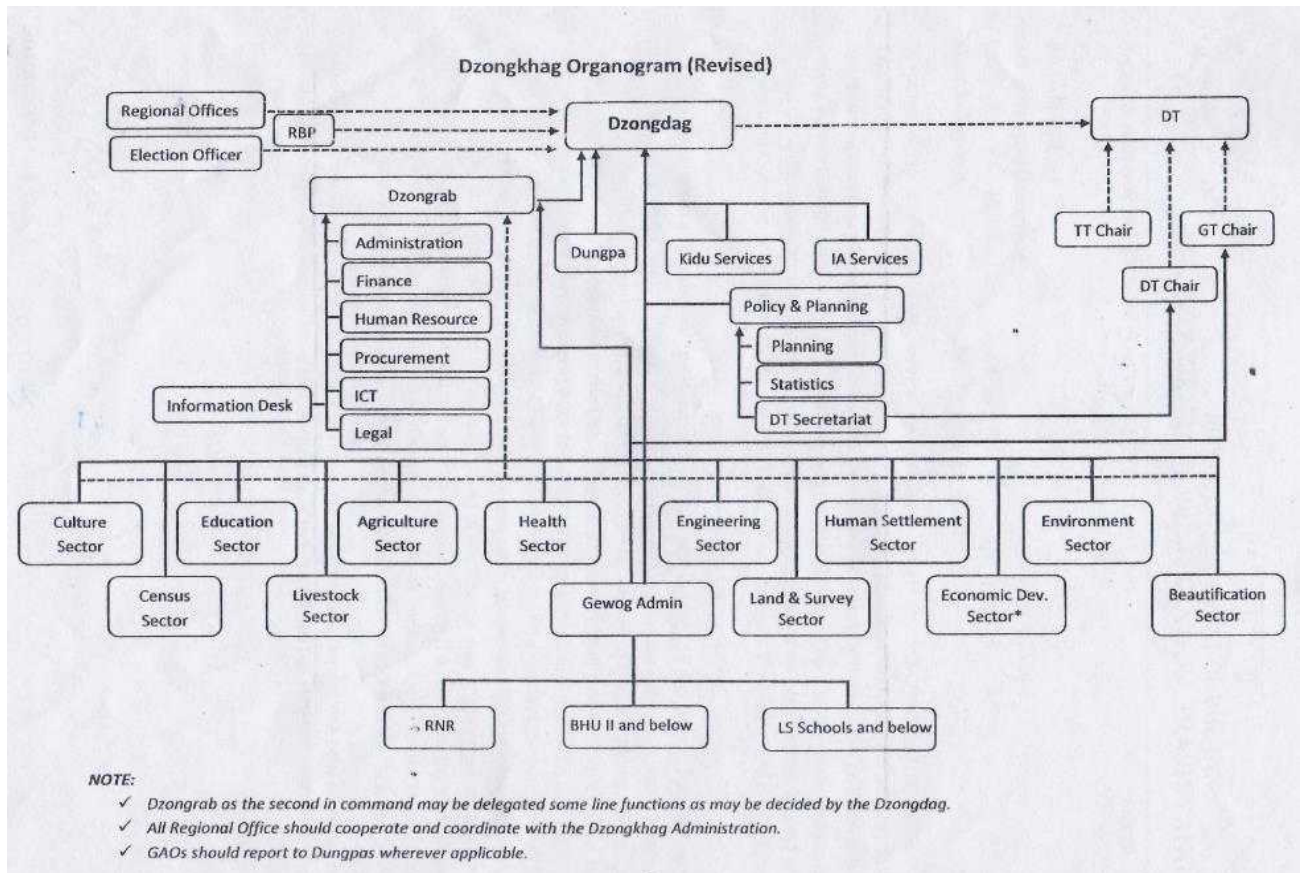 Dzongkhag Organogram (Revised)
Regional Offices
RBP
Election Officer
Dzongdag
DT
Dzongrab
Administration
Finance
Human Resource
Procurement
ICT
Legal
Information Desk
Dungpa
Kidu Services
IA Services
Policy & Planning
Planning
Statistics
DT Secretariat
TT Chair
GT Chair
DT Chair
Culture
Sector
Education
Sector
Agriculture
Sector
Health
Sector
Engineering
Sector
Human Settlement
Sector
Environment
Sector
Census
Sector
Livestock
Sector
Gewog Admin
Land & Survey
Sector
Economic Dev.
Sector*
Beautification
Sector
RNR
BHU II and below
LS Schools and below
NOTE:
✓ Dzongrab as the second in command may be delegated some line functions as may be decided by the Dzongdag.
✓ All Regional Office should cooperate and coordinate with the Dzongkhag Administration.
✓ GAOs should report to Dungpas wherever applicable.